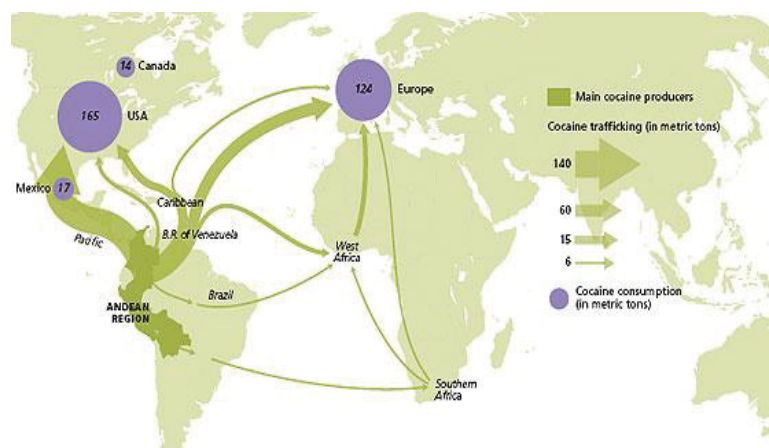 14 Canada
165 USA
124 Europe
Mexico 17
Pacific
Caribbean
B.R. of Venezuela
West
Africa
Brazil
ANDEAN
REGION
Southern
Africa
Main cocaine producers
Cocaine trafficking (in metric tons)
140
60
15
6
Cocaine consumption
(in metric tons)